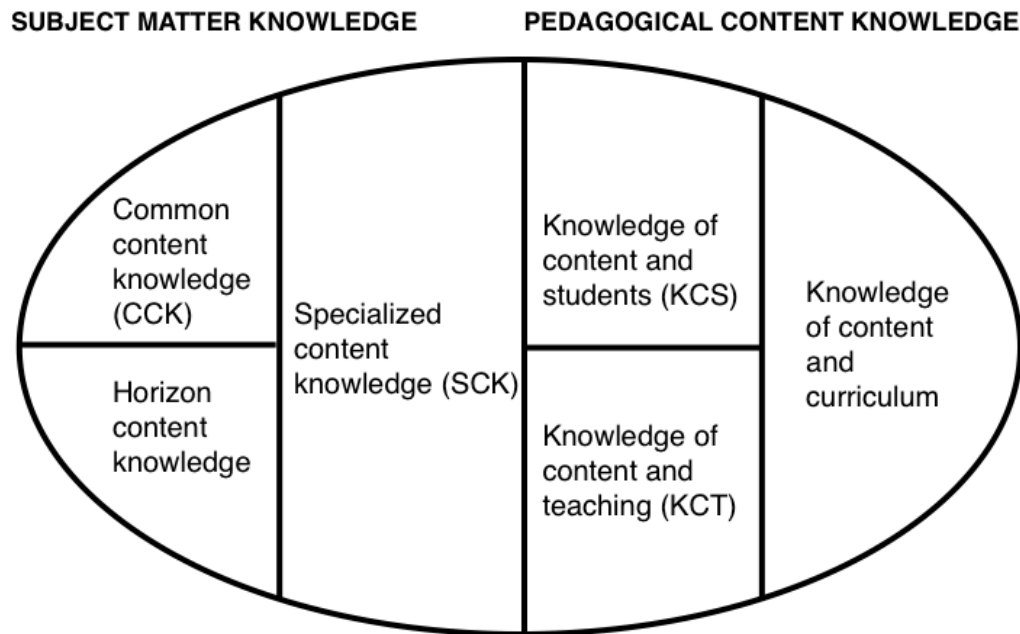 SUBJECT MATTER KNOWLEDGE
PEDAGOGICAL CONTENT KNOWLEDGE
Common
content
knowledge
(CCK)
Horizon
content
knowledge
Specialized
content
knowledge (SCK)
Knowledge of
content and
students (KCS)
Knowledge of
content and
teaching (KCT)
Knowledge
of content
and
curriculum